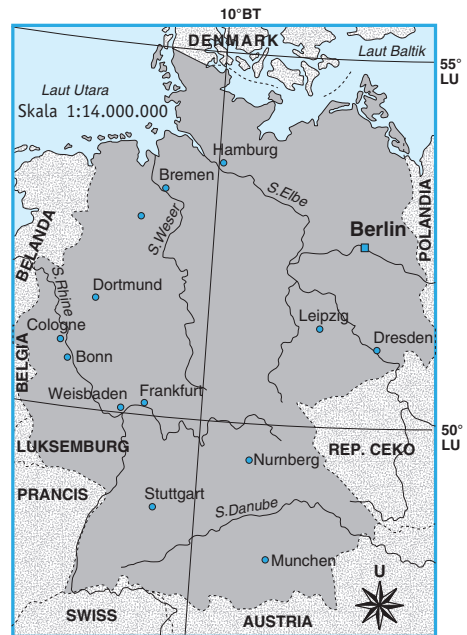 10°BT
DENMARK
Laut Baltik
55°
LU
Laut Utara
Skala 1:14.000.000
Hamburg
Bremen
S.Elbe
S.Weser
POLANDIA
Berlin
BELANDA
S.Rhine
Dortmund
Leipzig
Cologne
Dresden
BELGIA
Bonn
Weisbaden
Frankfurt
50°
LU
LUKSEMBURG
REP. CEKO
Nurnberg
PRANCIS
Stuttgart
S.Danube
Munchen
U
SWISS
AUSTRIA